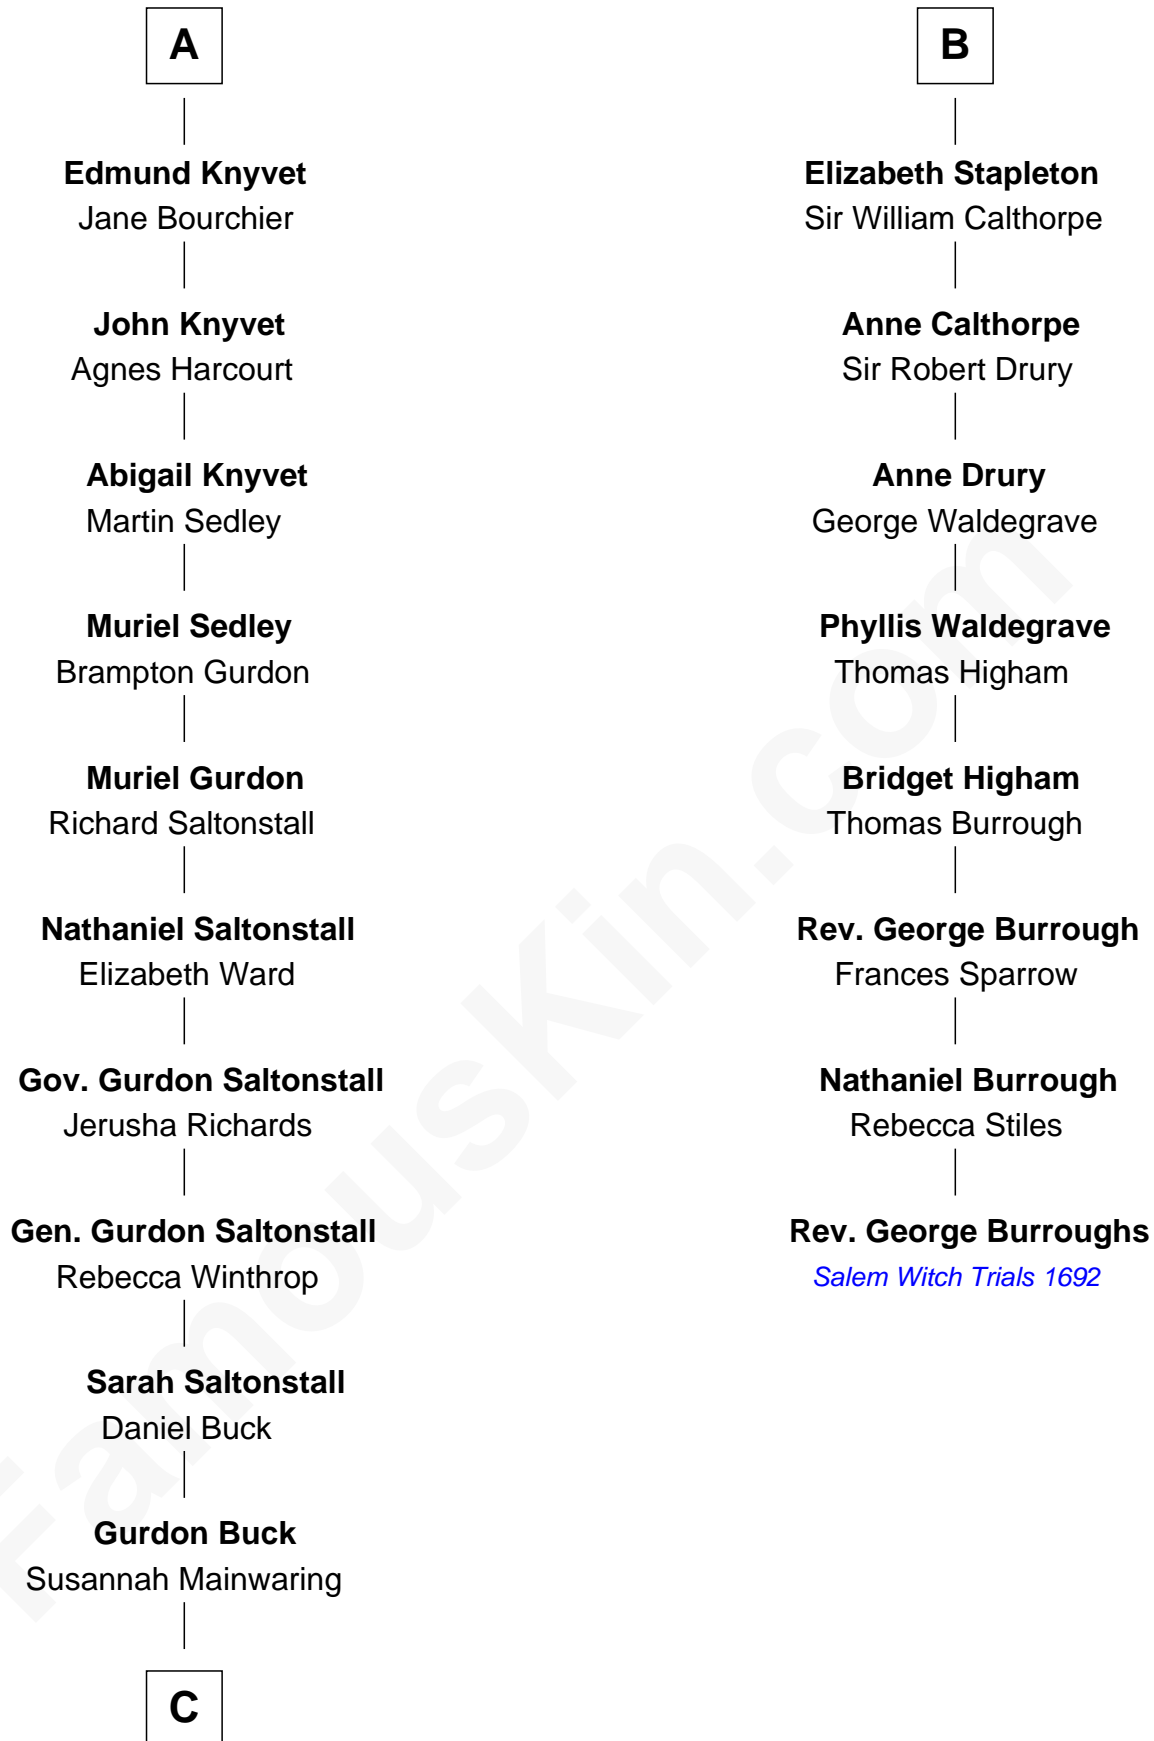 A
Edmund Knyvet
Jane Bourchier
John Knyvet
Agnes Harcourt
Abigail Knyvet
Martin Sedley
Muriel Sedley
Brampton Gurdon
Muriel Gurdon
Richard Saltonstall
Nathaniel Saltonstall
Elizabeth Ward
Gov. Gurdon Saltonstall
Jerusha Richards
Gen. Gurdon Saltonstall
Rebecca Winthrop
Sarah Saltonstall
Daniel Buck
Gurdon Buck
Susannah Mainwaring
C
B
Elizabeth Stapleton
Sir William Calthorpe
Anne Calthorpe
Sir Robert Drury
Anne Drury
George Waldegrave
Phyllis Waldegrave
Thomas Higham
Bridget Higham
Thomas Burrough
Rev. George Burrough
Frances Sparrow
Nathaniel Burrough
Rebecca Stiles
Rev. George Burroughs
Salem Witch Trials 1692
FamousKin.com